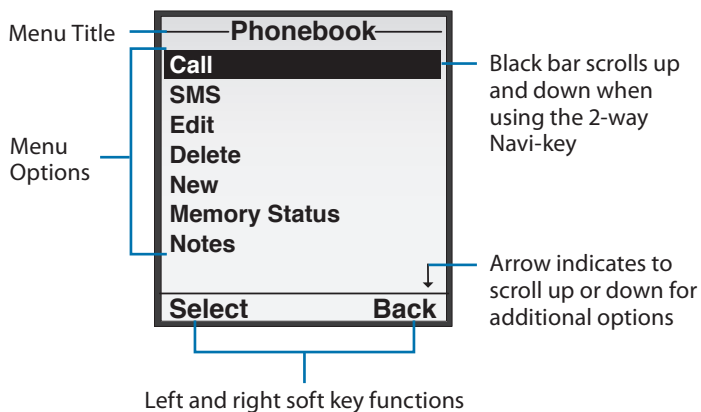 Menu Title
Phonebook
Call
SMS
Edit
Delete
New
Memory Status
Notes
Select
Back
Menu
Options
Black bar scrolls up
and down when
using the 2-way
Navi-key
Arrow indicates to
scroll up or down for
additional options
Left and right soft key functions